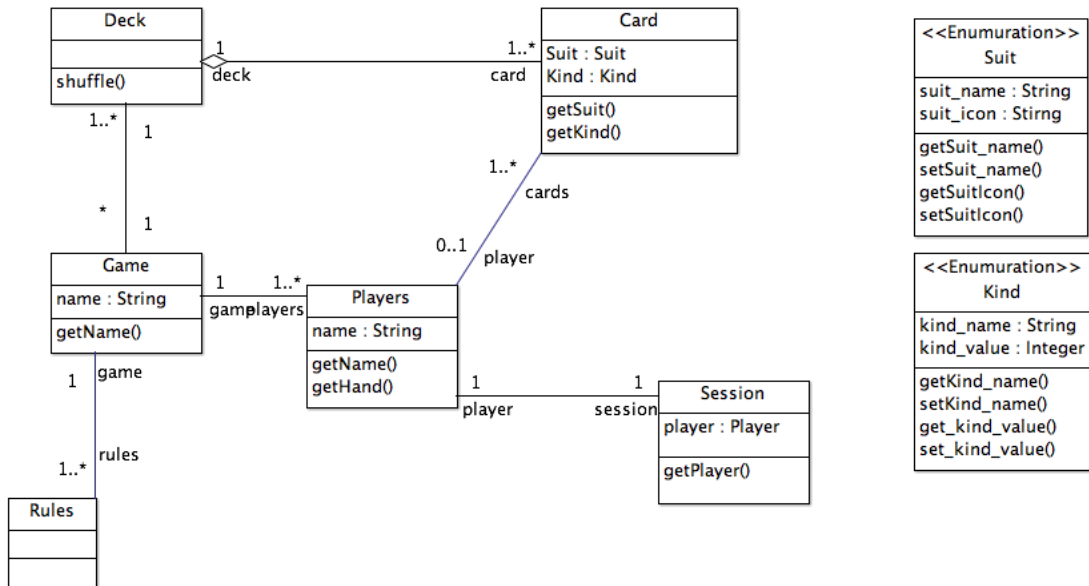 Deck
shuffle()
1
deck
1..*
card
Card
Suit : Suit
Kind : Kind
getSuit()
getKind()
<<Enumuration>>
Suit
suit_name : String
suit_icon : Stirng
getSuit_name()
setSuit_name()
getSuitIcon()
setSuitIcon()
1..*
1
*
1
1..*
cards
0..1
player
Game
name : String
getName()
1
game
1..*
players
Players
name : String
getName()
getHand()
<<Enumuration>>
Kind
kind_name : String
kind_value : Integer
getKind_name()
setKind_name()
get_kind_value()
set_kind_value()
1
player
1
session
Session
player : Player
getPlayer()
1
game
1..*
rules
Rules